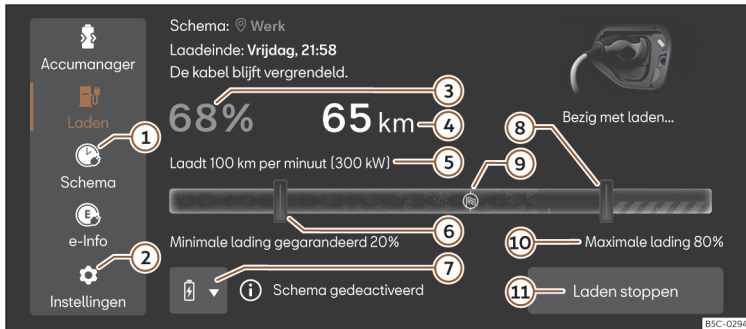 Schema: Werk
Laadeinde: Vrijdag, 21:58
De kabel blijft vergrendeld.
Accumanager
Laden
Schema
e-Info
Instellingen
1
2
68%
3
65 km
4
Bezig met laden...
Laadt 100 km per minuut (300 kW)
5
8
9
6
Minimale lading gegarandeerd 20%
10
Maximale lading 80%
7
Schema gedeactiveerd
11
Laden stoppen
B5C-0294